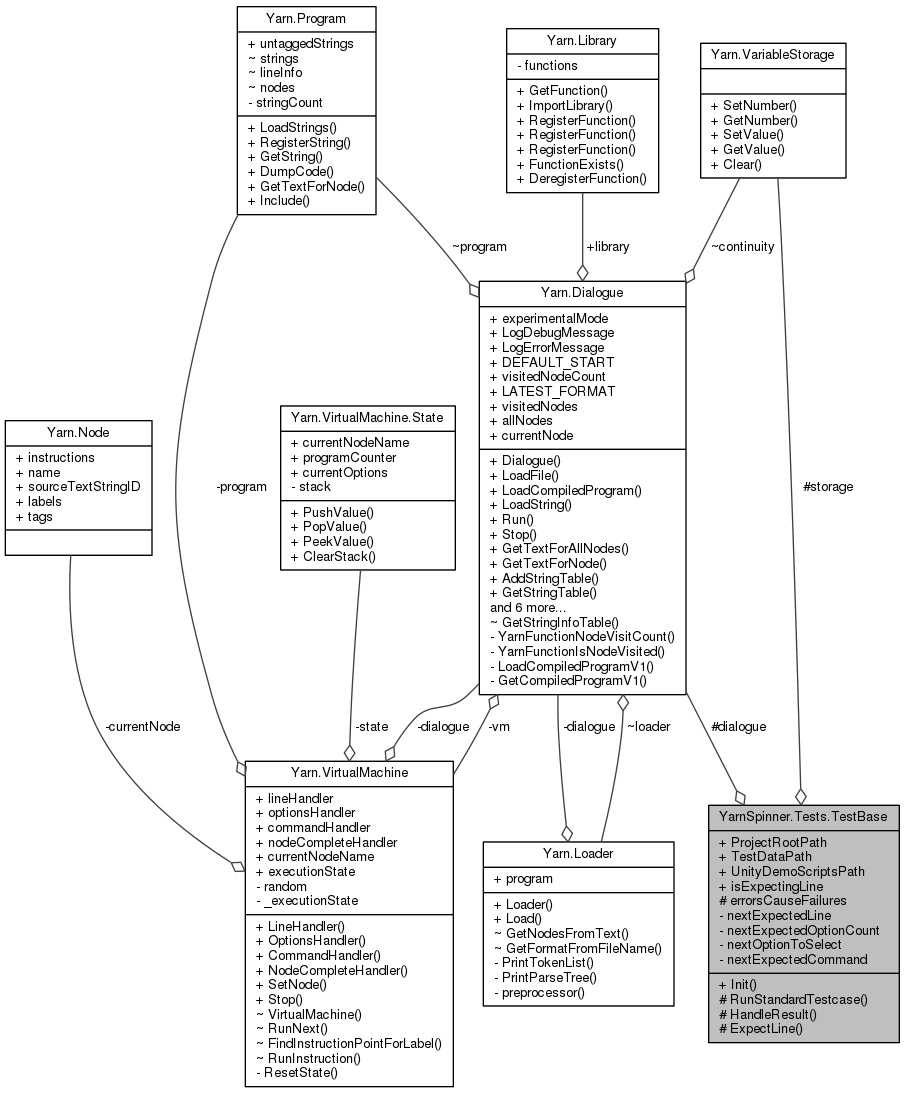 Yarn.Program
+ untaggedStrings
~ strings
~ lineInfo
~ nodes
- stringCount
+ LoadStrings()
+ RegisterString()
+ GetString()
+ DumpCode()
+ GetTextForNode()
+ Include()
Yarn.Library
- functions
+ GetFunction()
+ ImportLibrary()
+ RegisterFunction()
+ RegisterFunction()
+ RegisterFunction()
+ FunctionExists()
+ DeregisterFunction()
Yarn.VariableStorage
+ SetNumber()
+ GetNumber()
+ SetValue()
+ GetValue()
+ Clear()
~program
+library
~continuity
Yarn.Dialogue
+ experimentalMode
+ LogDebugMessage
+ LogErrorMessage
+ DEFAULT_START
+ visitedNodeCount
+ LATEST_FORMAT
+ visitedNodes
+ allNodes
+ currentNode
+ Dialogue()
+ LoadFile()
+ LoadCompiledProgram()
+ LoadString()
+ Run()
+ Stop()
+ GetTextForAllNodes()
+ GetTextForNode()
+ AddStringTable()
+ GetStringTable()
and 6 more...
~ GetStringInfoTable()
- YarnFunctionNodeVisitCount()
- YarnFunctionIsNodeVisited()
- LoadCompiledProgramV1()
- GetCompiledProgramV1()
Yarn.Node
+ instructions
+ name
+ sourceTextStringID
+ labels
+ tags
Yarn.VirtualMachine.State
+ currentNodeName
+ programCounter
+ currentOptions
- stack
+ PushValue()
+ PopValue()
+ PeekValue()
+ ClearStack()
-program
#storage
-currentNode
-state
-dialogue
-vm
-dialogue
~loader
#dialogue
Yarn.VirtualMachine
+ lineHandler
+ optionsHandler
+ commandHandler
+ nodeCompleteHandler
+ currentNodeName
+ executionState
- random
- _executionState
+ LineHandler()
+ OptionsHandler()
+ CommandHandler()
+ NodeCompleteHandler()
+ SetNode()
+ Stop()
~ VirtualMachine()
~ RunNext()
~ FindInstructionPointForLabel()
~ RunInstruction()
- ResetState()
Yarn.Loader
+ program
+ Loader()
+ Load()
~ GetNodesFromText()
~ GetFormatFromFileName()
- PrintTokenList()
- PrintParseTree()
- preprocessor()
YarnSpinner.Tests.TestBase
+ ProjectRootPath
+ TestDataPath
+ UnityDemoScriptsPath
+ isExpectingLine
# errorsCauseFailures
- nextExpectedLine
- nextExpectedOptionCount
- nextOptionToSelect
- nextExpectedCommand
+ Init()
# RunStandardTestcase()
# HandleResult()
# ExpectLine()